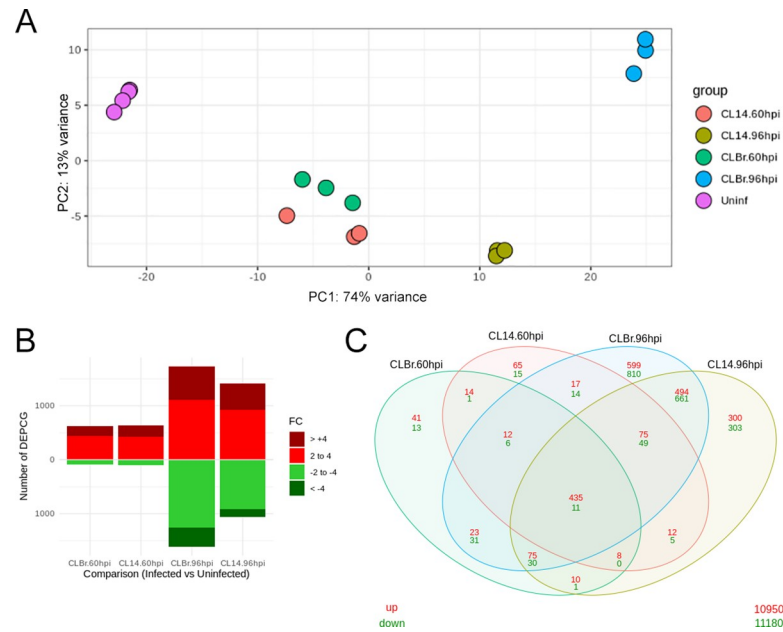 A
PC2: 13% variance
10
5
0
-5
-20
-10
0
10
20
PC1: 74% variance
group
CL14.60hpi
CL14.96hpi
CLBr.60hpi
CLBr.96hpi
Uninf
B
Number of DEPCG
1000
0
1000
CLBr.60hpi CL14.60hpi CLBr.96hpi CL14.96hpi
Comparison (Infected vs Uninfected)
FC
> +4
2 to 4
-2 to -4
< -4
C
CLBr.60hpi
CL14.60hpi
CLBr.96hpi
CL14.96hpi
65
15
599
810
14
1
17
14
494
661
41
13
300
303
12
6
75
49
435
11
23
31
12
5
75
30
8
0
10
1
up
down
10950
11180